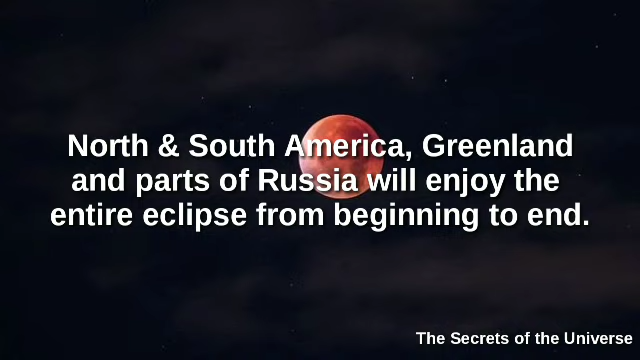 North & South America, Greenland
and parts of Russia will enjoy the
entire eclipse from beginning to end.
The Secrets of the Universe